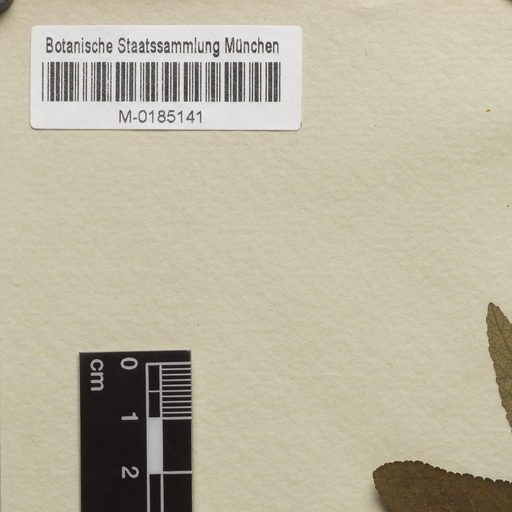 Botanische Staatssammlung München
M-0185141
cm
0
1
2